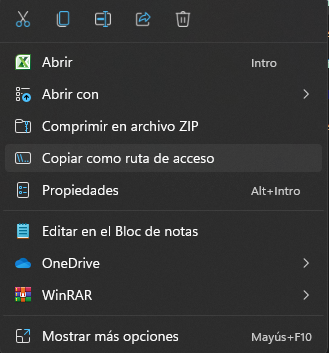 Abrir Intro
Abrir con
Comprimir en archivo ZIP
Copiar como ruta de acceso
Propiedades Alt+Intro
Editar en el Bloc de notas
OneDrive
WinRAR
Mostrar más opciones Mayús+F10